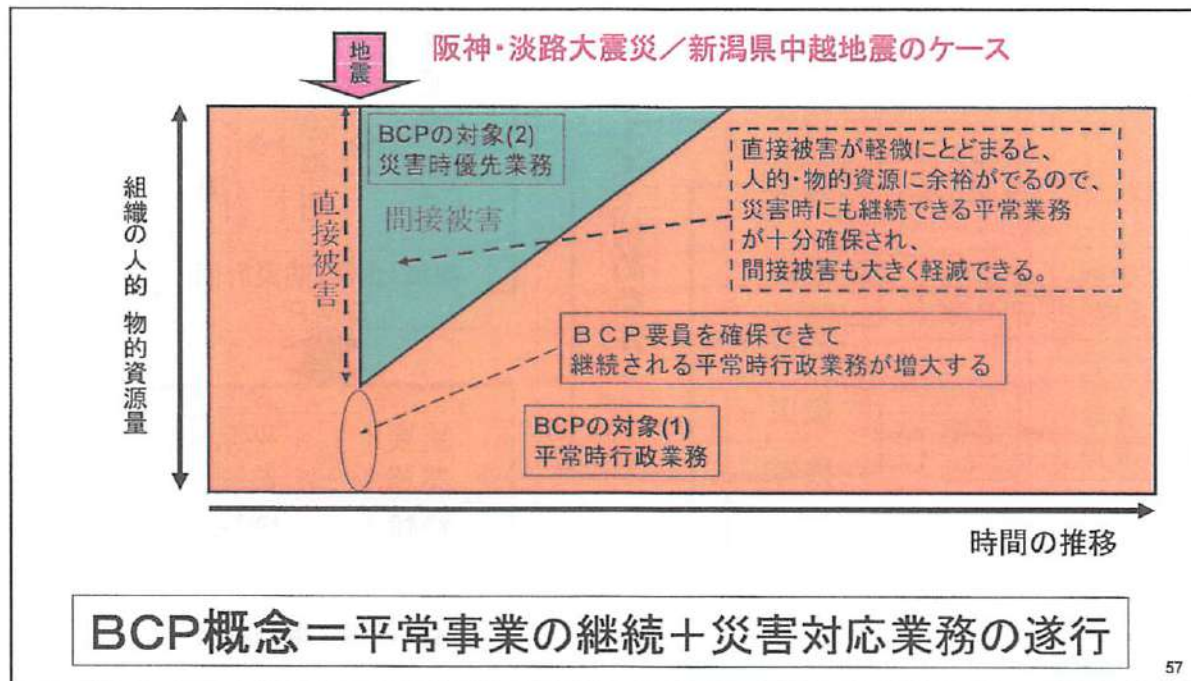 地震
阪神・淡路大震災／新潟県中越地震のケース
組織の人的 物的資源量
直接被害
BCPの対象(2)
災害時優先業務
間接被害
直接被害が軽微にとどまると、
人的・物的資源に余裕がでるので、
災害時にも継続できる平常業務
が十分確保され、
間接被害も大きく軽減できる。
BCP要員を確保できて
継続される平常時行政業務が増大する
BCPの対象(1)
平常時行政業務
時間の推移
BCP概念＝平常事業の継続＋災害対応業務の遂行
57